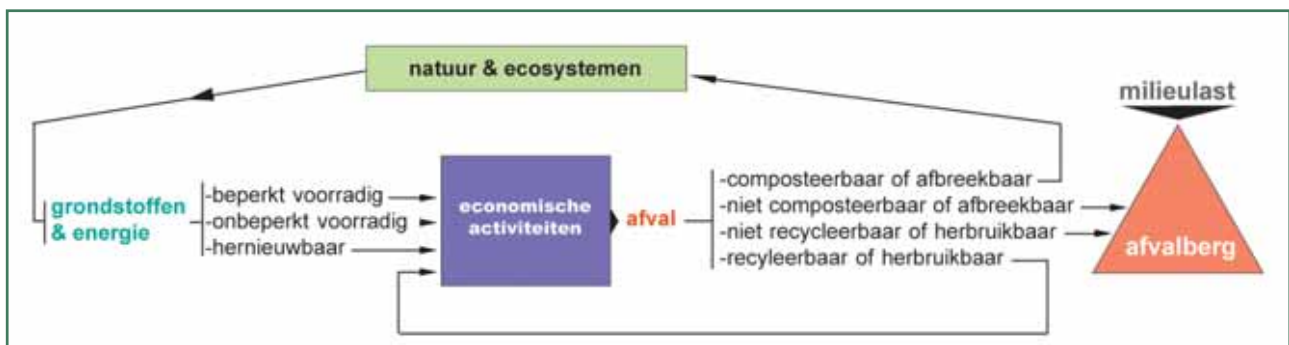 natuur & ecosystemen
milieulast
grondstoffen
& energie
-beperkt voorradig
-onbeperkt voorradig
-hernieuwbaar
economische
activiteiten
afval
-composteerbaar of afbreekbaar
-niet composteerbaar of afbreekbaar
-niet recycleerbaar of herbruikbaar
-recyleerbaar of herbruikbaar
afvalberg